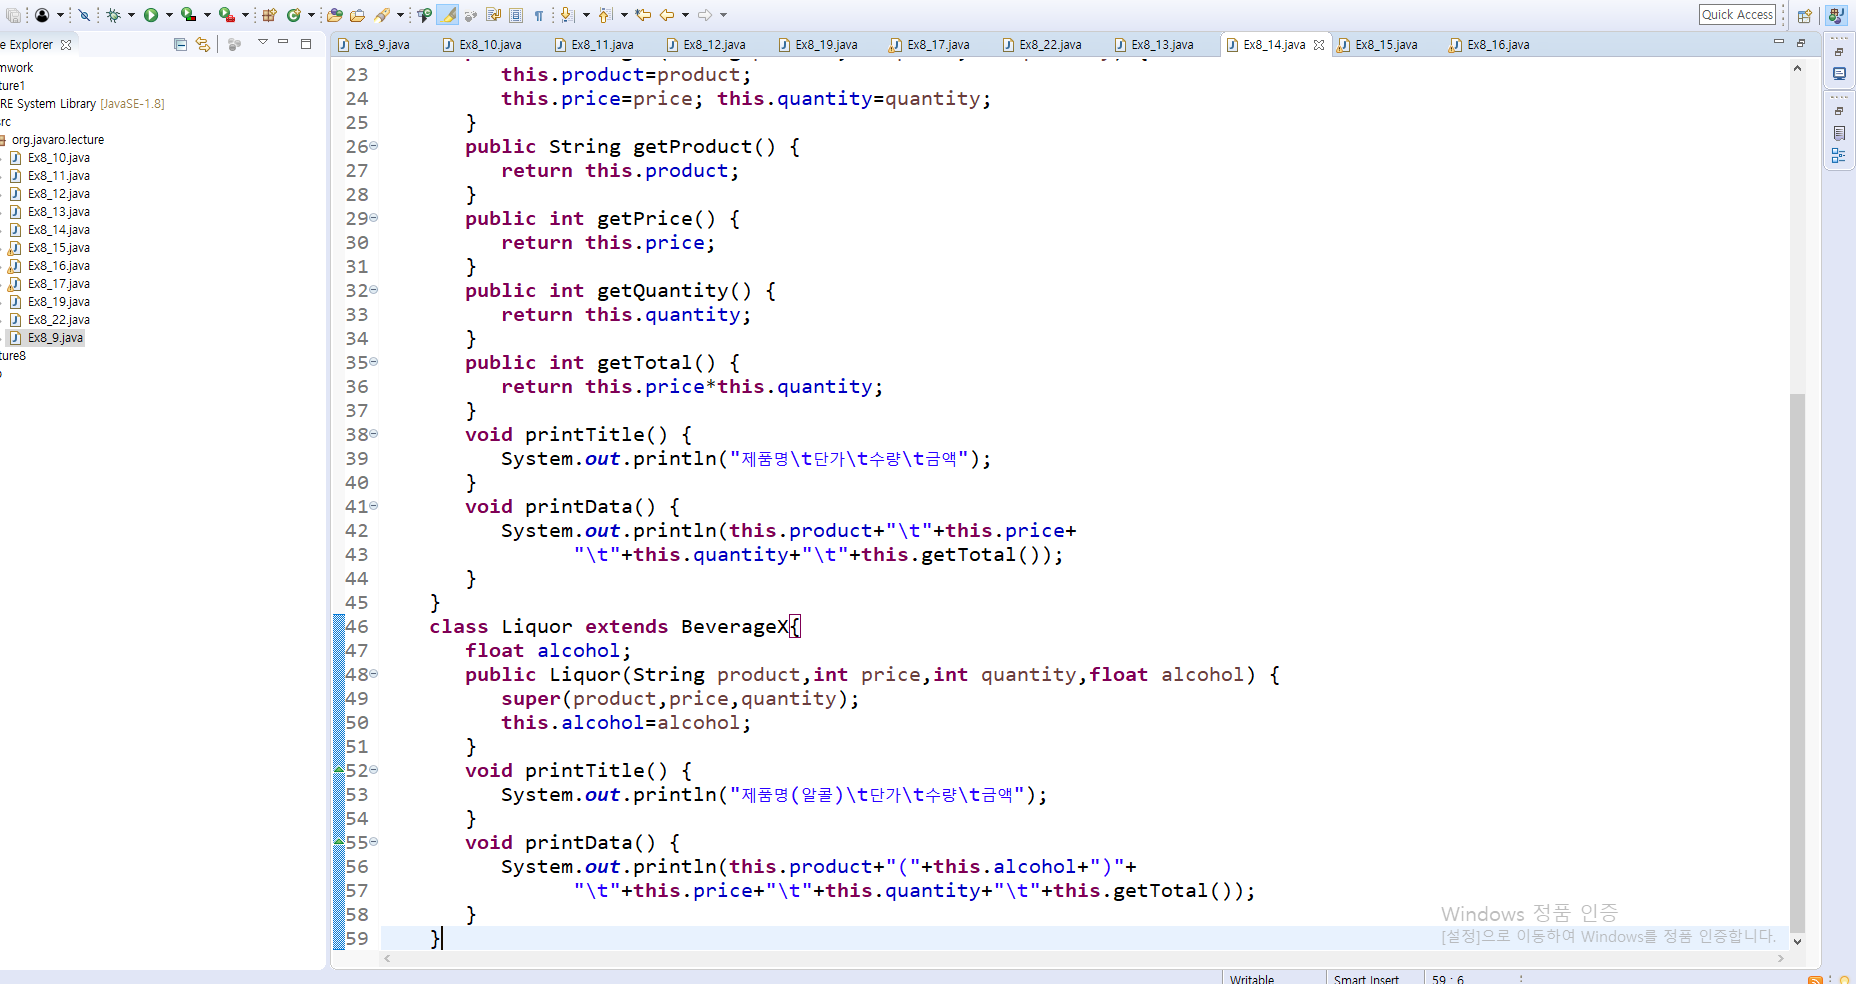 Quick Access
e Explorer
Ex8_9.java
Ex8_10.java
Ex8_11.java
Ex8_12.java
Ex8_19.java
Ex8_17.java
Ex8_22.java
Ex8_13.java
Ex8_14.java
Ex8_15.java
Ex8_16.java
mwork
ture1
RE System Library [JavaSE-1.8]
rc
org.javaro.lecture
Ex8_10.java
Ex8_11.java
Ex8_12.java
Ex8_13.java
Ex8_14.java
Ex8_15.java
Ex8_16.java
Ex8_17.java
Ex8_19.java
Ex8_22.java
Ex8_9.java
ture8
23 this.product=product;
24 this.price=price; this.quantity=quantity;
25 }
26 public String getProduct() {
27 return this.product;
28 }
29 public int getPrice() {
30 return this.price;
31 }
32 public int getQuantity() {
33 return this.quantity;
34 }
35 public int getTotal() {
36 return this.price*this.quantity;
37 }
38 void printTitle() {
39 System.out.println("제품명\t단가\t수량\t금액");
40 }
41 void printData() {
42 System.out.println(this.product+"\t"+this.price+
43 "\t"+this.quantity+"\t"+this.getTotal());
44 }
45 }
46 class Liquor extends BeverageX{
47 float alcohol;
48 public Liquor(String product,int price,int quantity,float alcohol) {
49 super(product,price,quantity);
50 this.alcohol=alcohol;
51 }
52 void printTitle() {
53 System.out.println("제품명(알콜)\t단가\t수량\t금액");
54 }
55 void printData() {
56 System.out.println(this.product+"("+this.alcohol+")"+
57 "\t"+this.price+"\t"+this.quantity+"\t"+this.getTotal());
58 }
59 }
Windows 정품 인증
[설정]으로 이동하여 Windows를 정품 인증합니다.
Writable
Smart Insert
59 : 6